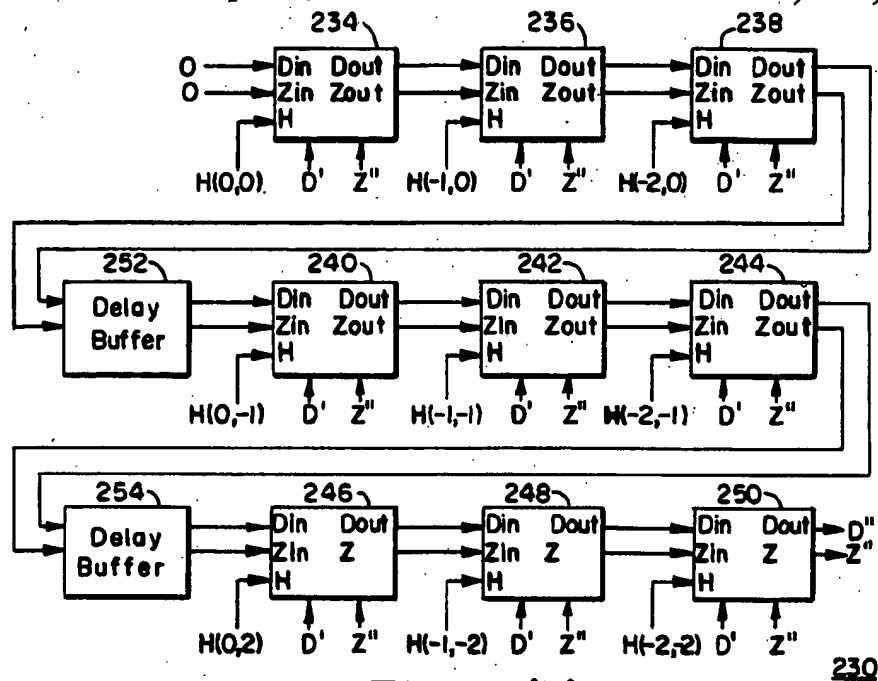 234 236 238
0 Din Dout Din Dout Din Dout
0 Zin Zout Zin Zout Zin Zout
H H H
H(0,0) D' Z" H(-1,0) D' Z" H(-2,0) D' Z"
252 240 242 244
Delay Buffer
Din Dout Din Dout Din Dout
Zin Zout Zin Zout Zin Zout
H H H
H(0,-1) D' Z" H(-1,-1) D' Z" H(-2,-1) D' Z"
254 246 248 250
Delay Buffer
Din Dout Din Dout Din Dout D"
Zin Z Zin Z Zin Z Z"
H H H
H(0,2) D' Z" H(-1,-2) D' Z" H(-2,-2) D' Z"
230